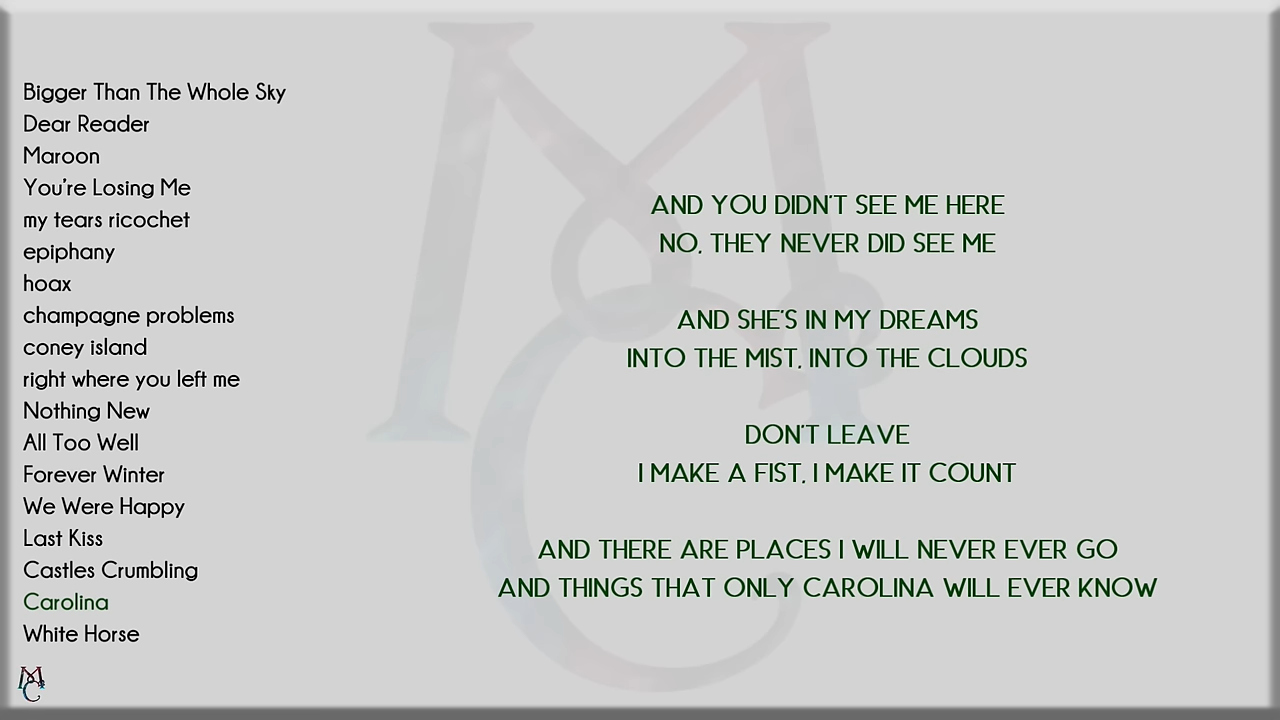 Bigger Than The Whole Sky
Dear Reader
Maroon
You're Losing Me
my tears ricochet
epiphany
hoax
champagne problems
coney island
right where you left me
Nothing New
All Too Well
Forever Winter
We Were Happy
Last Kiss
Castles Crumbling
Carolina
White Horse
AND YOU DIDN'T SEE ME HERE
NO, THEY NEVER DID SEE ME
AND SHE'S IN MY DREAMS
INTO THE MIST, INTO THE CLOUDS
DON'T LEAVE
I MAKE A FIST, I MAKE IT COUNT
AND THERE ARE PLACES I WILL NEVER EVER GO
AND THINGS THAT ONLY CAROLINA WILL EVER KNOW